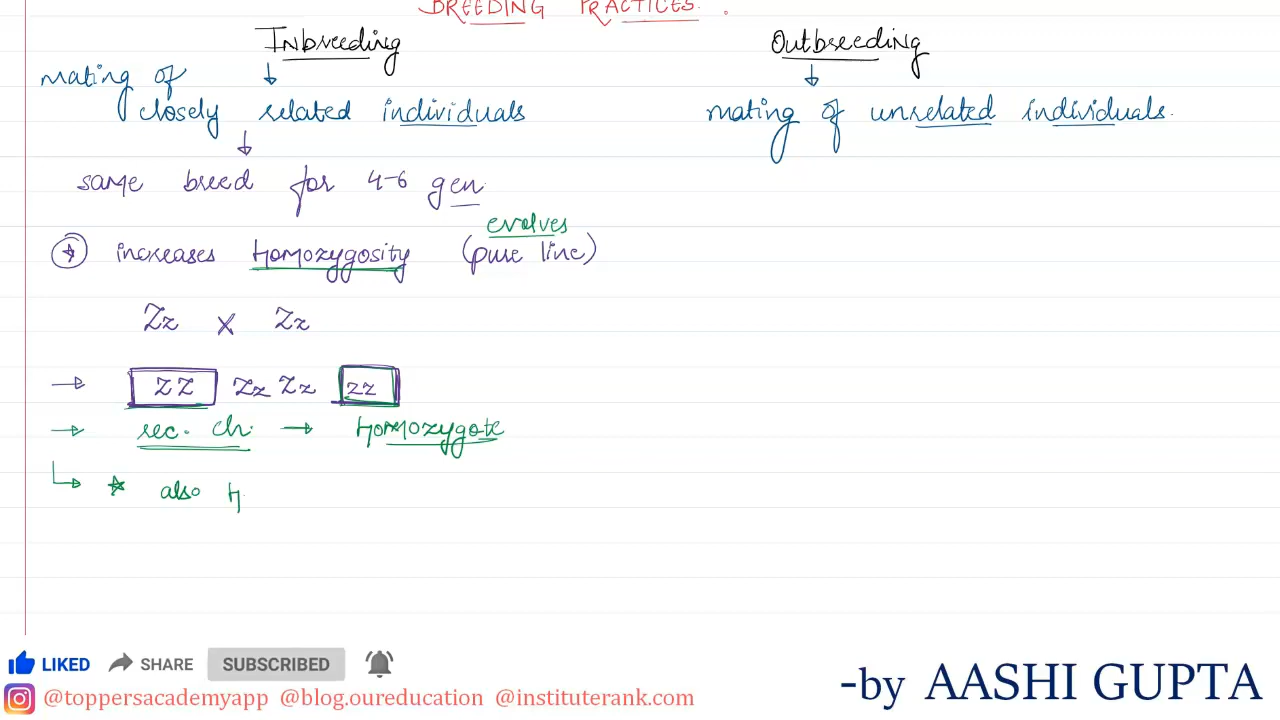 BREEDING PRACTICES.
Inbreeding
mating of
closely related individuals
same breed for 4-6 gen.
evolves
increases Homozygosity (pure line)
Zz X Zz
ZZ Zz Zz zz
rec. ch. → Homozygote
also H
Outbreeding
mating of unrelated individuals.
LIKED SHARE SUBSCRIBED
@toppersacademyapp @blog.oureducation @instituterank.com
-by AASHI GUPTA